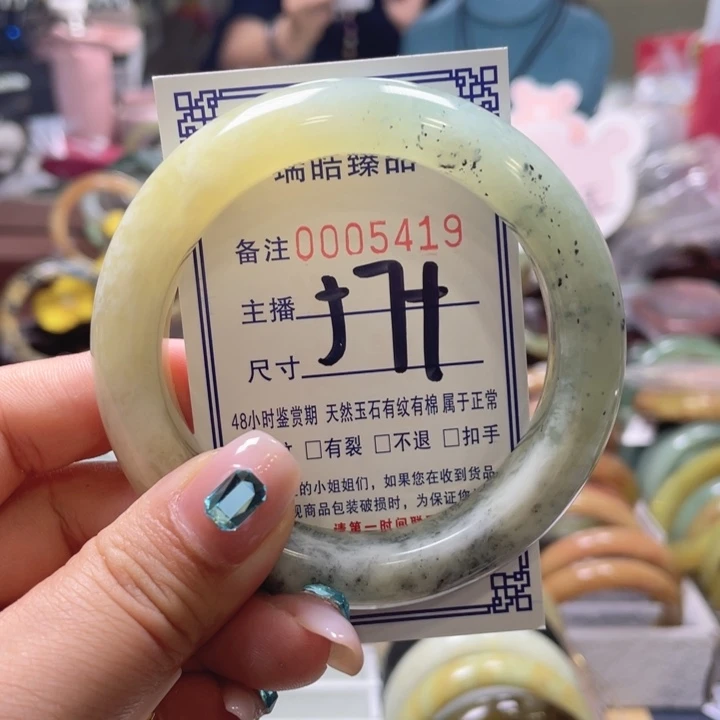 瑞皓臻品
备注0005419
主播
尺寸
48小时鉴赏期 天然玉石有纹有棉 属于正常
□有裂 □不退 □扣手
的小姐姐们，如果您在收到货品
现商品包装破损时，为保证您
请第一时间联